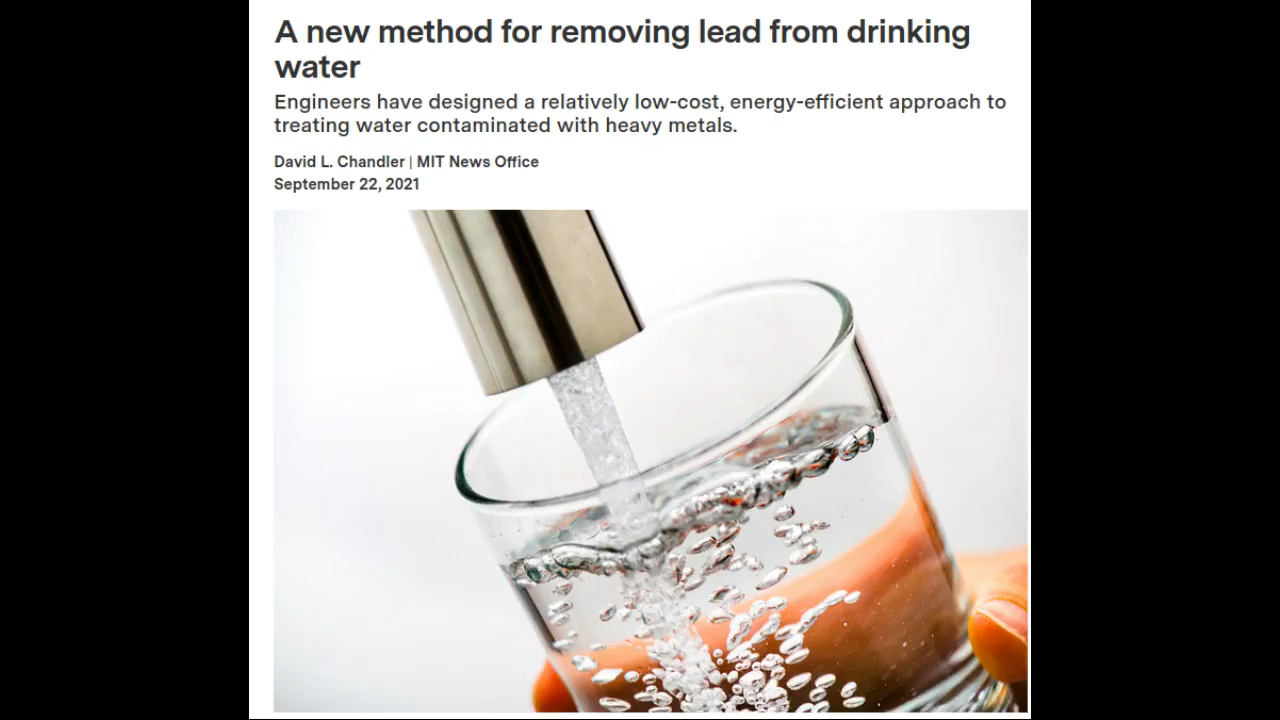 A new method for removing lead from drinking
water
Engineers have designed a relatively low-cost, energy-efficient approach to
treating water contaminated with heavy metals.
David L. Chandler | MIT News Office
September 22, 2021